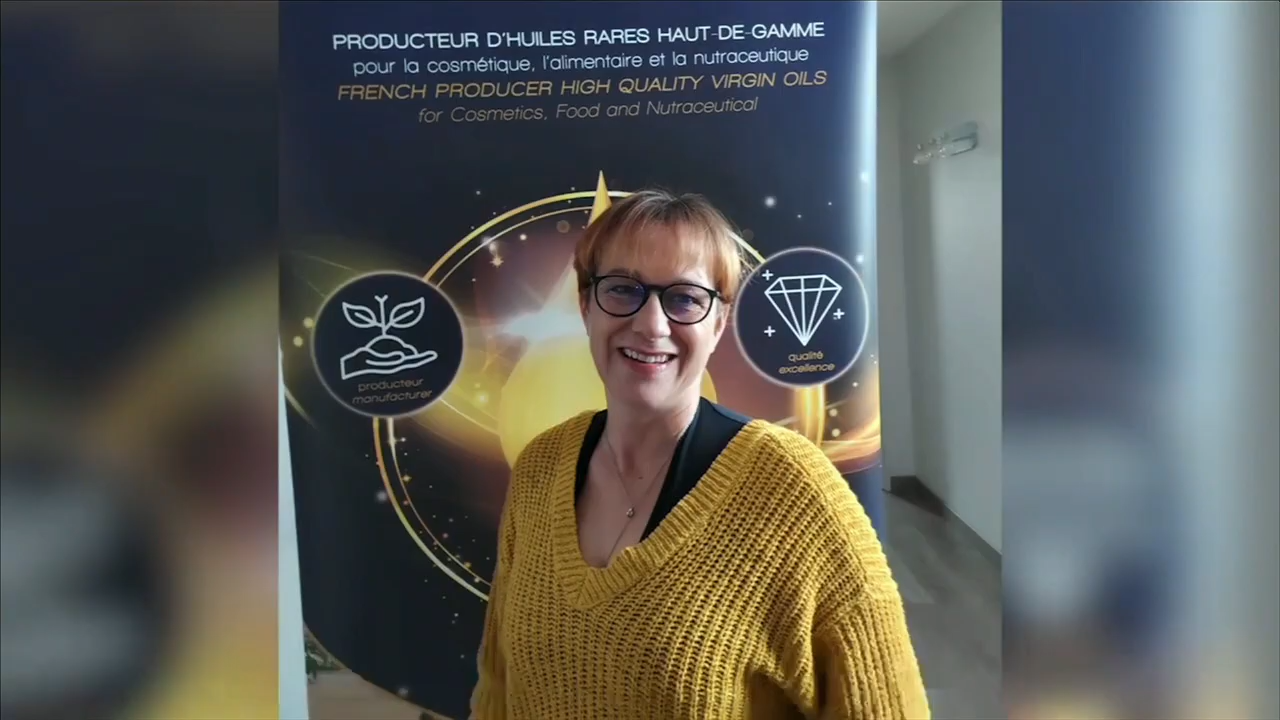 PRODUCTEUR D'HUILES RARES HAUT-DE-GAMME
pour la cosmétique, l'alimentaire et la nutraceutique
FRENCH PRODUCER HIGH QUALITY VIRGIN OILS
for Cosmetics, Food and Nutraceutical
producteur
manufacturer
qualité
excellence